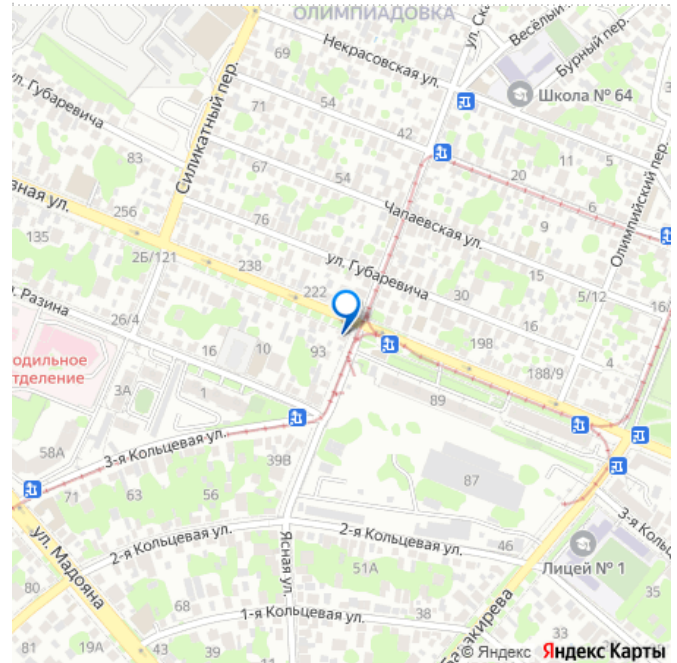 ОЛИМПИАДОВКА
Весёлый
ул. Ско
Некрасовская ул.
Бурный пер.
69
Силикатный пер.
Школа № 64
ул. Губаревича
71
54
42
83
67
54
20
11
5
Олимпийский пер.
6
Чапаевская ул.
9
зная ул.
256
76
135
2Б/121
238
ул. Губаревича
15
5/12
30
16/
222
. Разина
26/4
16
10
93
198
16
одильное
тделение
188/9
4
3А
1
89
58А
3-я Кольцевая ул.
39В
71
63
56
87
3-я Кольц
ул. Мадояна
2-я Кольцевая ул.
Ясная ул.
2-я Кольцевая ул.
46
Лицей № 1
80
51А
35
68
1-я Кольцевая ул.
38
Балакирева
33
81
19А
43
39
© Яндекс Яндекс Карты